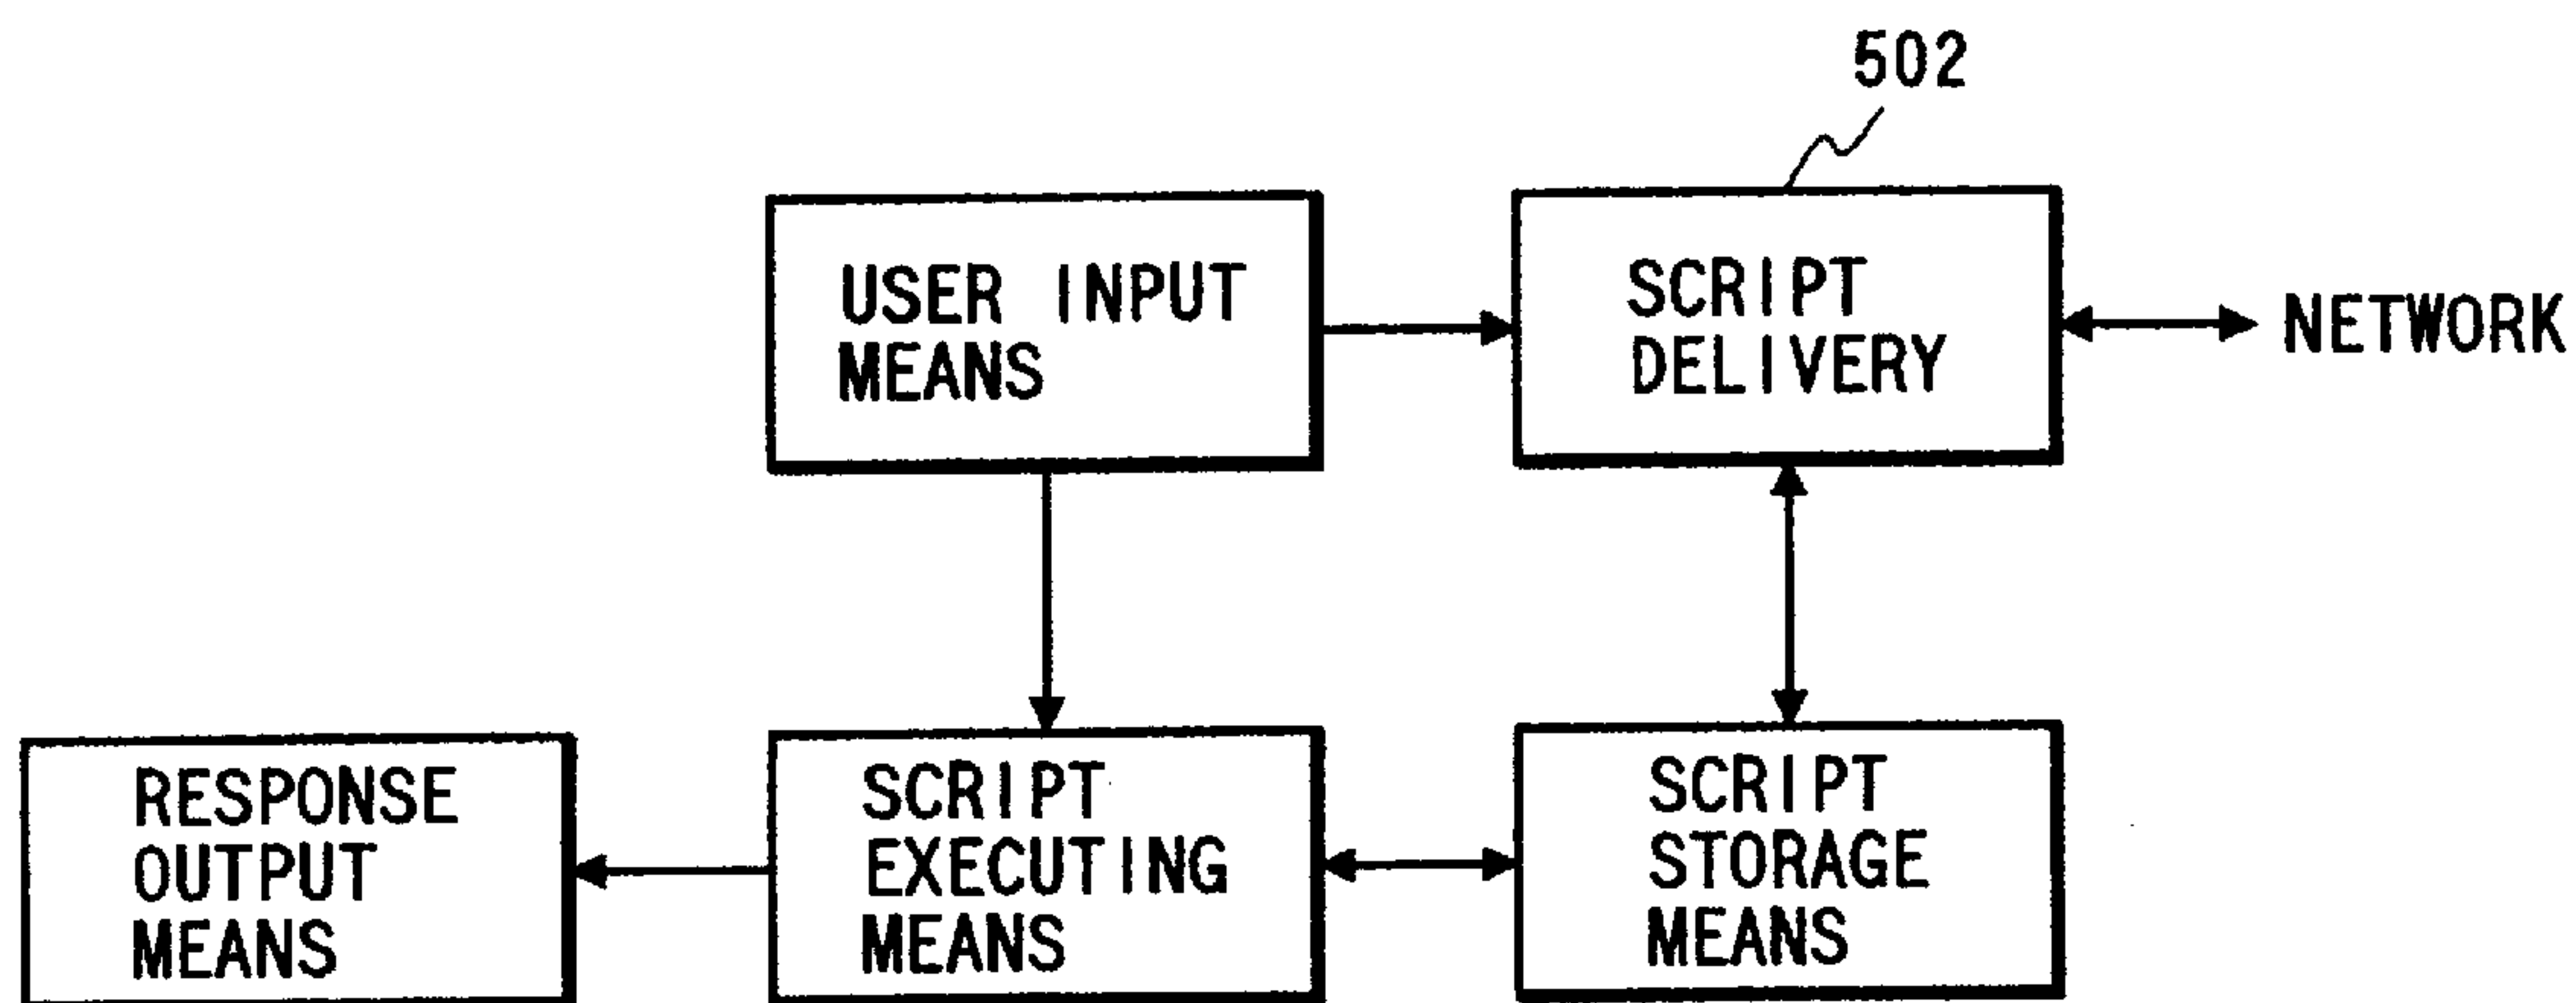 502
USER INPUT
MEANS
SCRIPT
DELIVERY
NETWORK
RESPONSE
OUTPUT
MEANS
SCRIPT
EXECUTING
MEANS
SCRIPT
STORAGE
MEANS